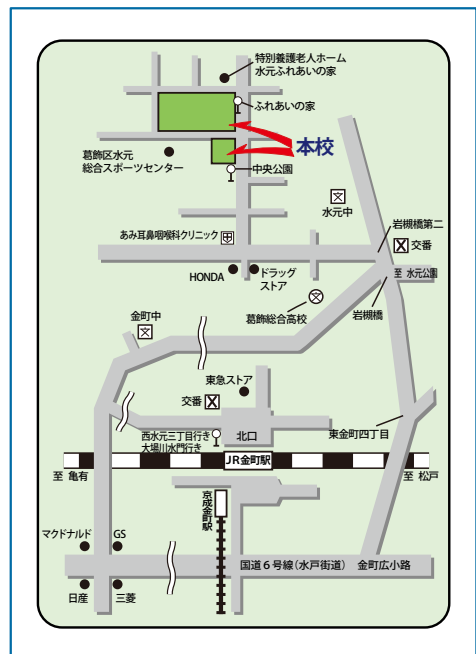 特別養護老人ホーム
水元ふれあいの家
ふれあいの家
本校
葛飾区水元
総合スポーツセンター
中央公園
水元中
岩槻橋第二
あみ耳鼻咽喉科クリニック
交番
HONDA
ドラッグ
ストア
至 水元公園
葛飾総合高校
岩槻橋
金町中
東急ストア
交番
西水元三丁目行き
大場川水門行き
北口
東金町四丁目
JR金町駅
至 亀有
至 松戸
京成金町駅
マクドナルド
GS
国道6号線(水戸街道)
金町広小路
日産
三菱